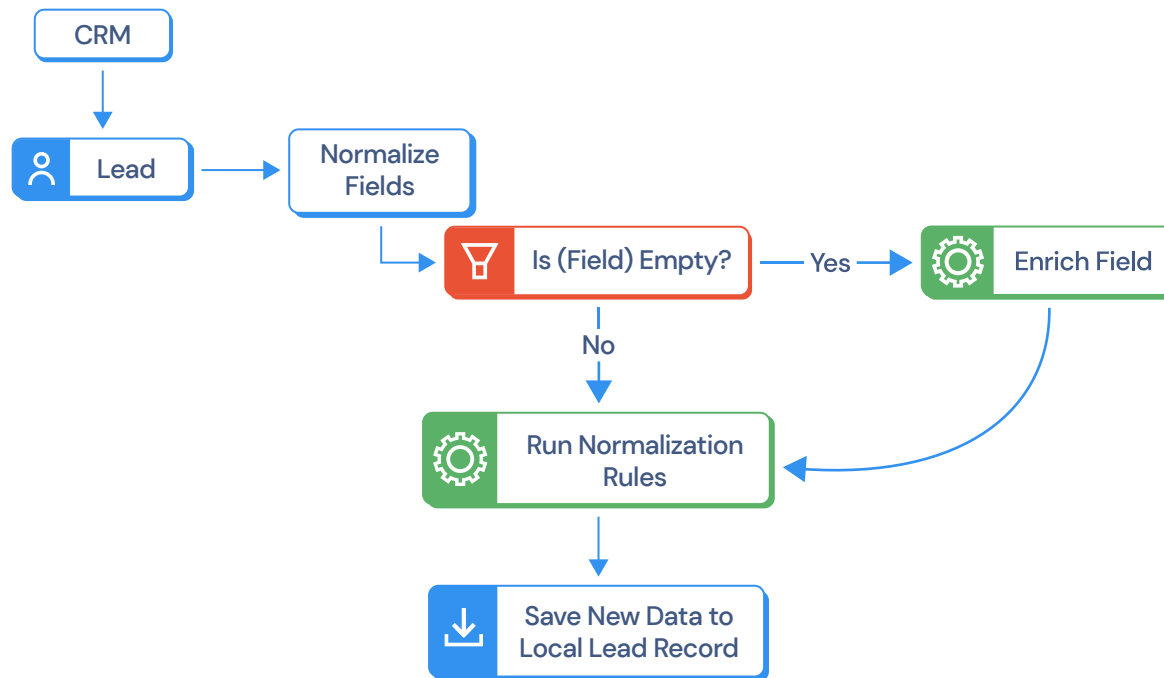 CRM
Lead
Normalize
Fields
Is (Field) Empty?
Yes
Enrich Field
No
Run Normalization
Rules
Save New Data to
Local Lead Record